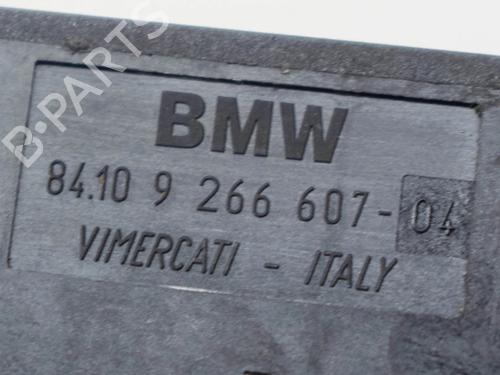 B-PARTS
BMW
84.10 9 266 607-04
VIMERCATI - ITALY